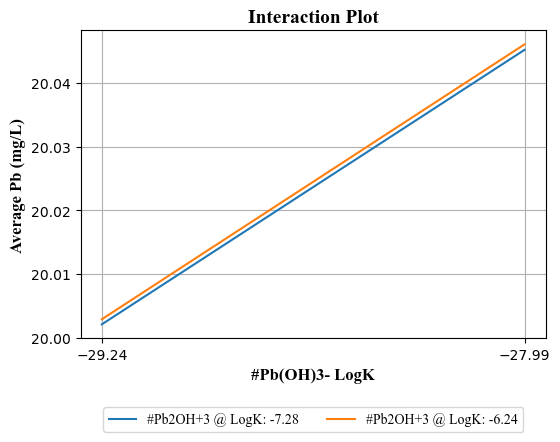 Interaction Plot
Average Pb (mg/L)
20.04
20.03
20.02
20.01
20.00
−29.24 −27.99
#Pb(OH)3- LogK
#Pb2OH+3 @ LogK: -7.28 #Pb2OH+3 @ LogK: -6.24